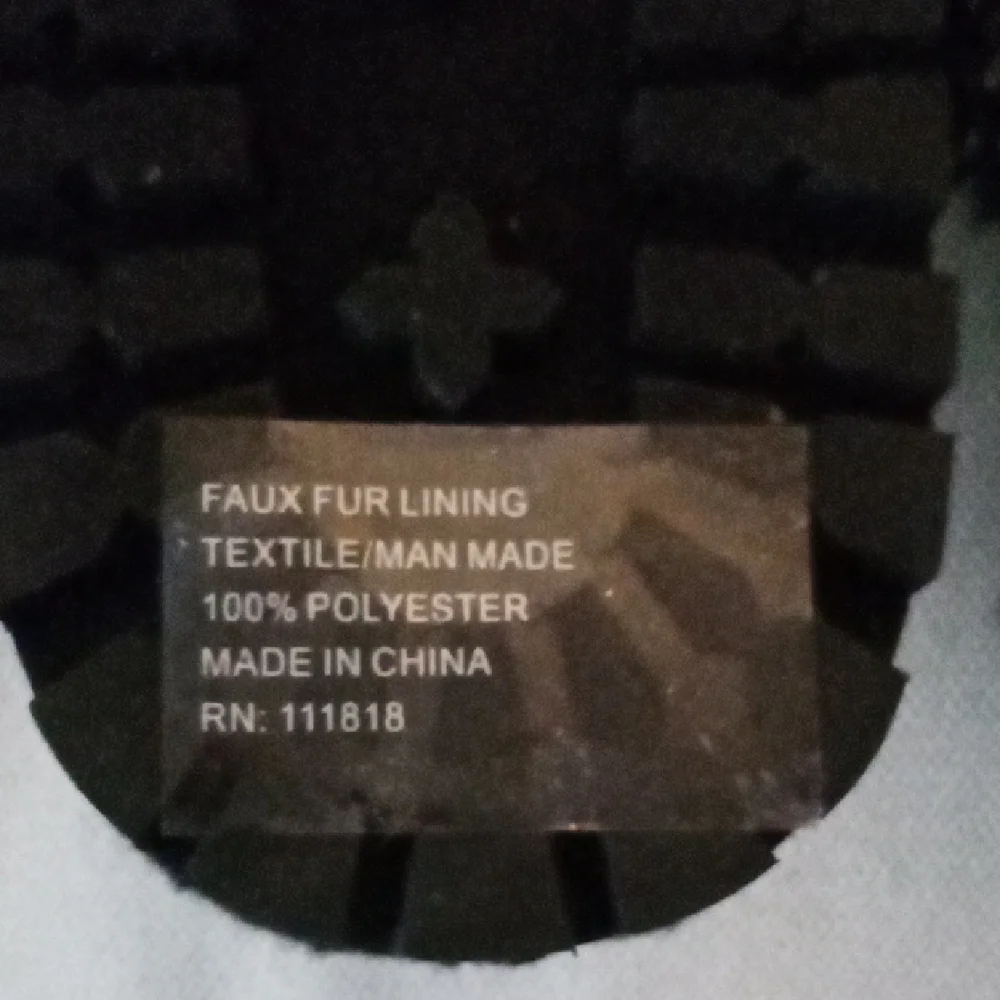 FAUX FUR LINING
TEXTILE/MAN MADE
100% POLYESTER
MADE IN CHINA
RN: 111818